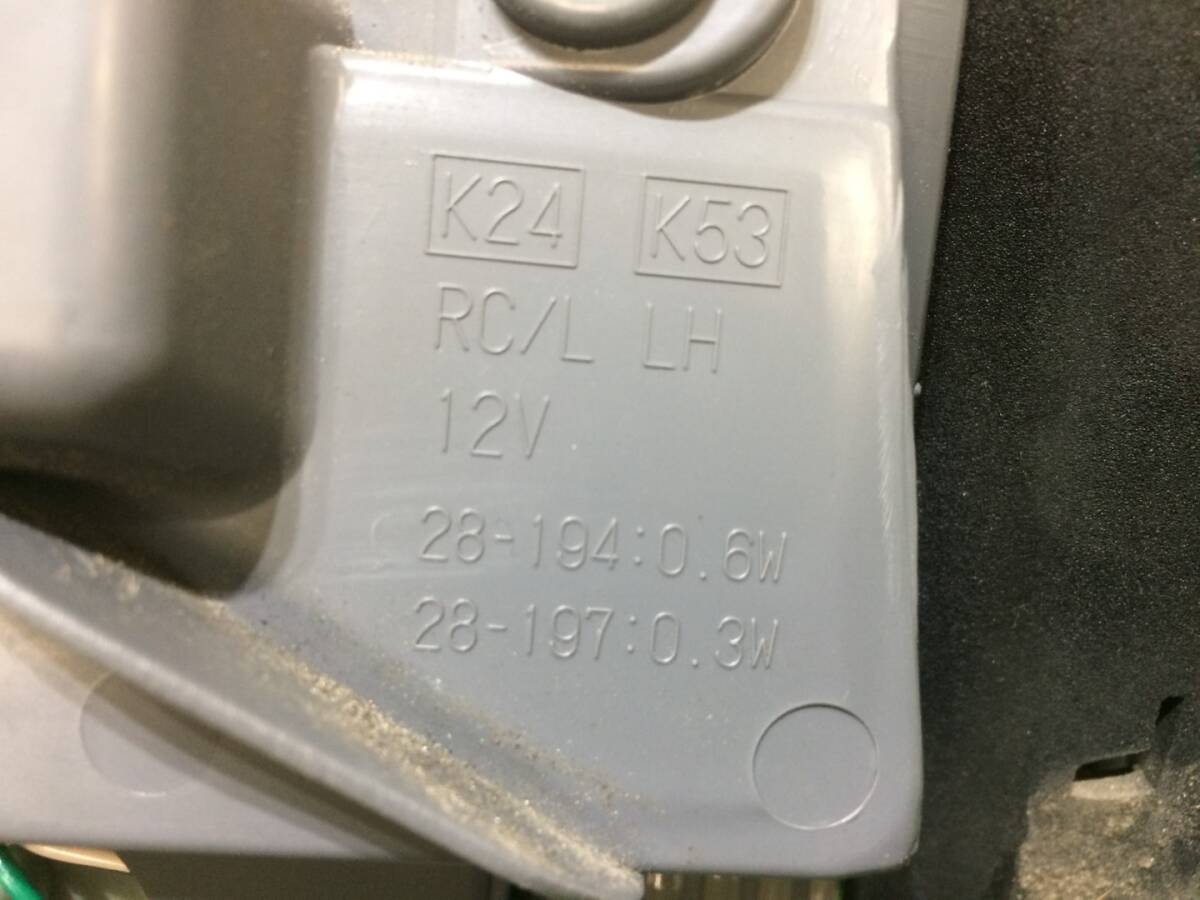 K24 K53
RC/L LH
12V
28-194:0.6W
28-197:0.3W